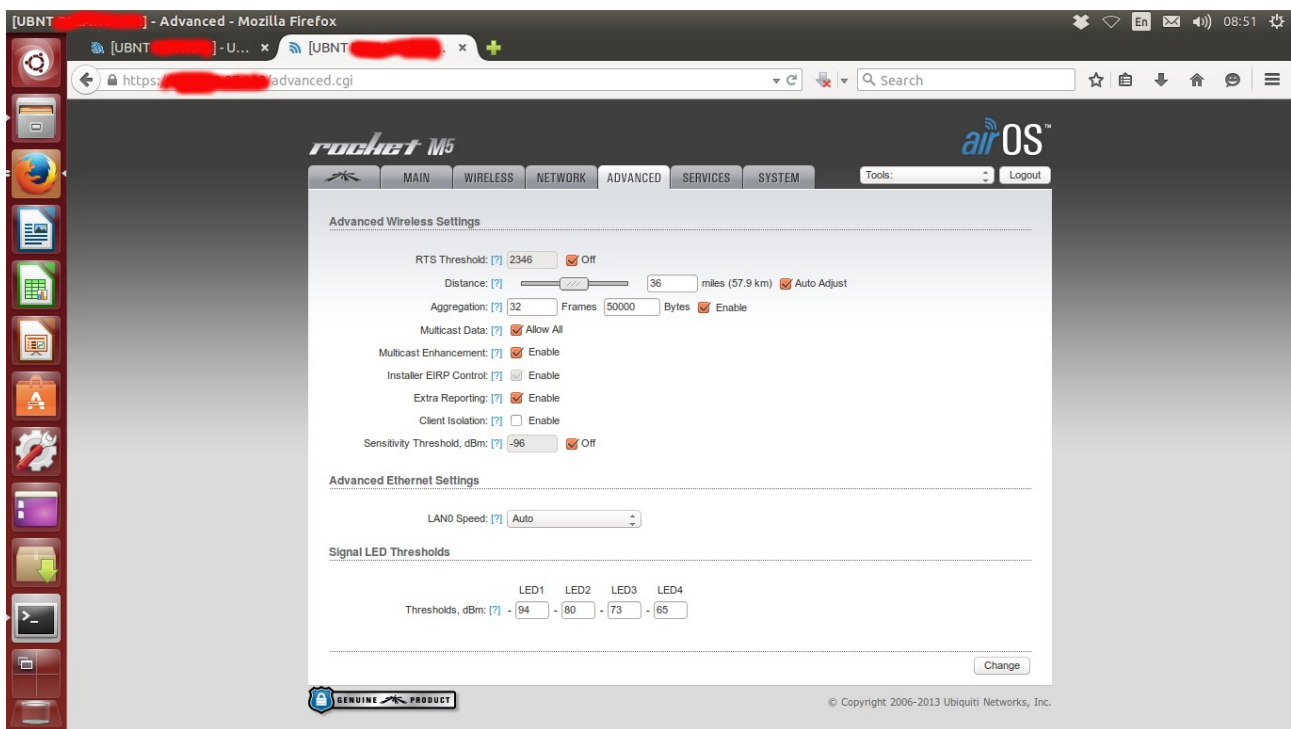 [UBNT ] - Advanced - Mozilla Firefox En 08:51
[UBNT ] - U... × [UBNT . ×
https: /advanced.cgi Search
rocket M5 airOS™
MAIN WIRELESS NETWORK ADVANCED SERVICES SYSTEM Tools: Logout
Advanced Wireless Settings
RTS Threshold: [?] 2346 Off
Distance: [?] 36 miles (57.9 km) Auto Adjust
Aggregation: [?] 32 Frames 50000 Bytes Enable
Multicast Data: [?] Allow All
Multicast Enhancement: [?] Enable
Installer EIRP Control: [?] Enable
Extra Reporting: [?] Enable
Client Isolation: [?] Enable
Sensitivity Threshold, dBm: [?] -96 Off
Advanced Ethernet Settings
LAN0 Speed: [?] Auto
Signal LED Thresholds
LED1 LED2 LED3 LED4
Thresholds, dBm: [?] - 94 - 80 - 73 - 65
Change
GENUINE PRODUCT © Copyright 2006-2013 Ubiquiti Networks, Inc.